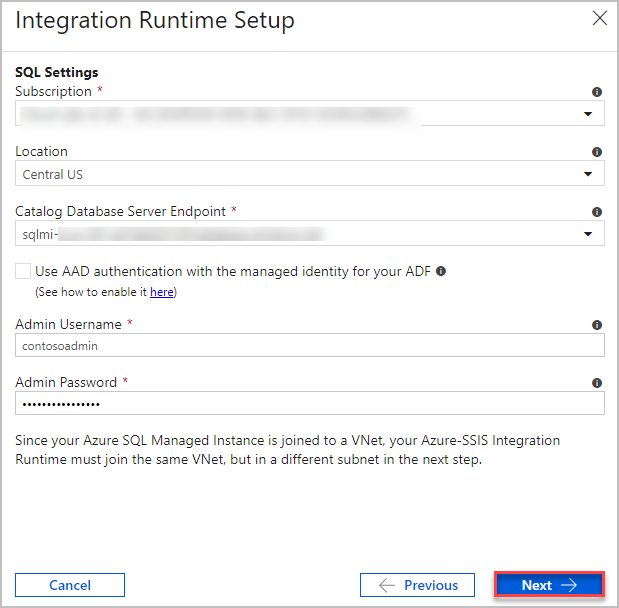 Integration Runtime Setup
SQL Settings
Subscription *
Location
Central US
Catalog Database Server Endpoint *
sqlmi-
Use AAD authentication with the managed identity for your ADF
(See how to enable it here)
Admin Username *
contosoadmin
Admin Password *
••••••••••••••••
Since your Azure SQL Managed Instance is joined to a VNet, your Azure-SSIS Integration
Runtime must join the same VNet, but in a different subnet in the next step.
Cancel
Previous
Next